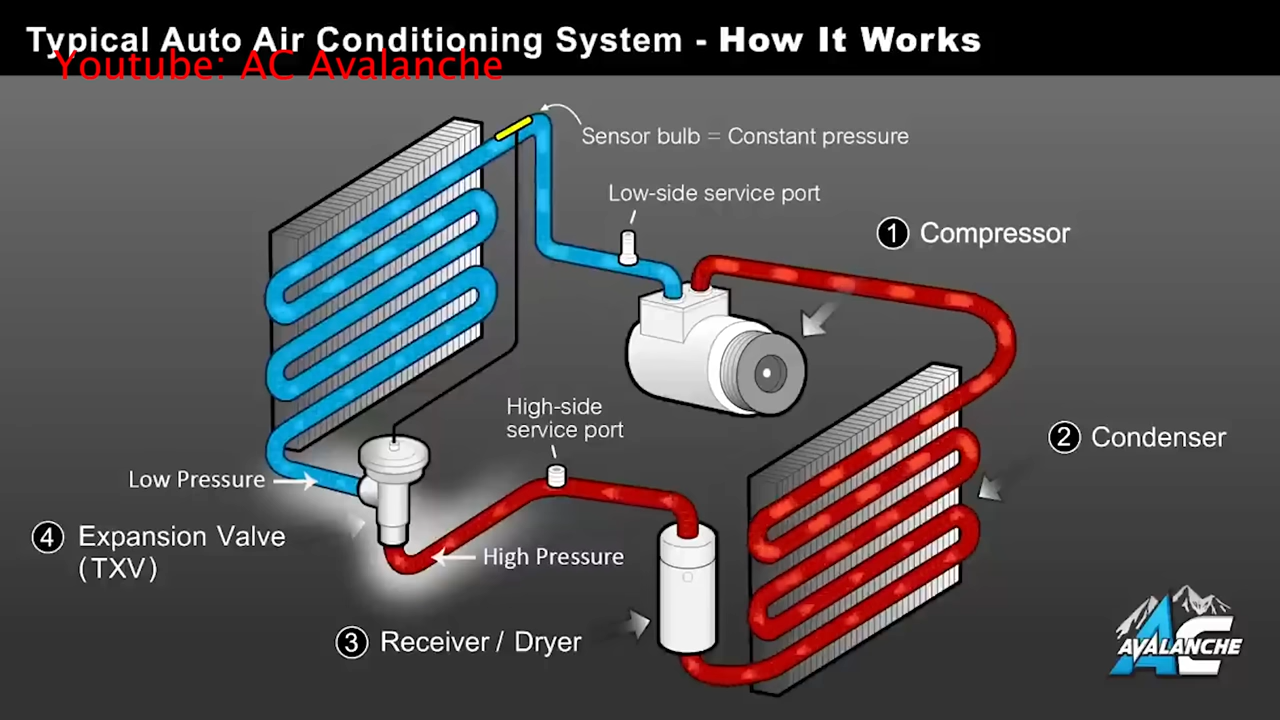 Typical Auto Air Conditioning System - How It Works
Youtube: AC Avalanche
Sensor bulb = Constant pressure
Low-side service port
1 Compressor
High-side
service port
2 Condenser
Low Pressure
4 Expansion Valve
(TXV)
High Pressure
3 Receiver / Dryer
AC
AVALANCHE